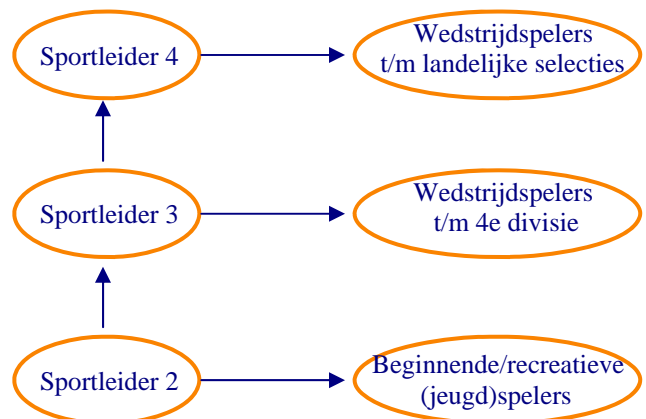 Sportleider 4
Wedstrijdspelers
t/m landelijke selecties
Sportleider 3
Wedstrijdspelers
t/m 4e divisie
Sportleider 2
Beginnende/recreatieve
(jeugd)spelers